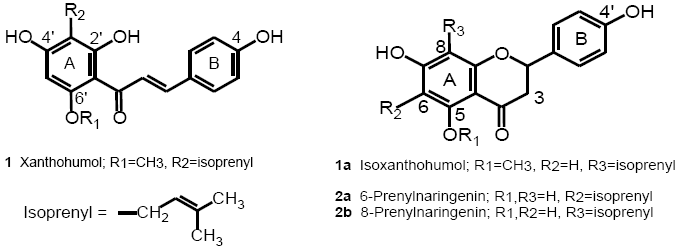 R2
4' 2' 4
HO OH OH
A B
6'
OR1 O
1 Xanthohumol; R1=CH3, R2=isoprenyl
Isoprenyl = —CH2 CH3
CH3
4' OH
R3 B
8
HO O
A
R2 6 5 4 3
OR1 O
1a Isoxanthohumol; R1=CH3, R2=H, R3=isoprenyl
2a 6-Prenylnaringenin; R1,R3=H, R2=isoprenyl
2b 8-Prenylnaringenin; R1,R2=H, R3=isoprenyl